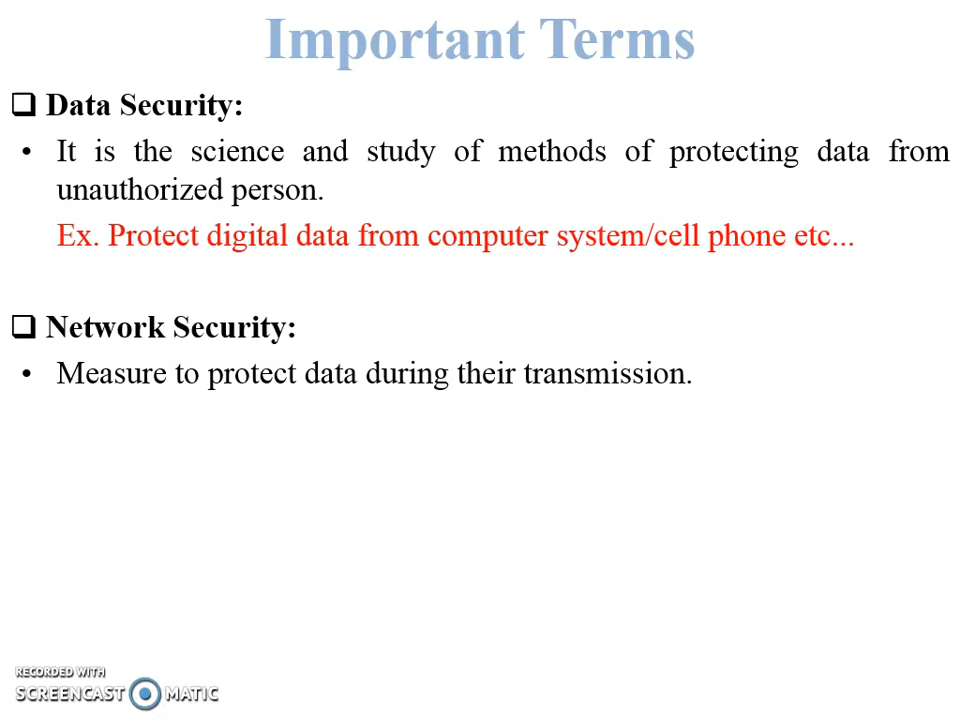 Important Terms
❑ Data Security:
• It is the science and study of methods of protecting data from
unauthorized person.
Ex. Protect digital data from computer system/cell phone etc...
❑ Network Security:
• Measure to protect data during their transmission.
RECORDED WITH
SCREENCAST MATIC